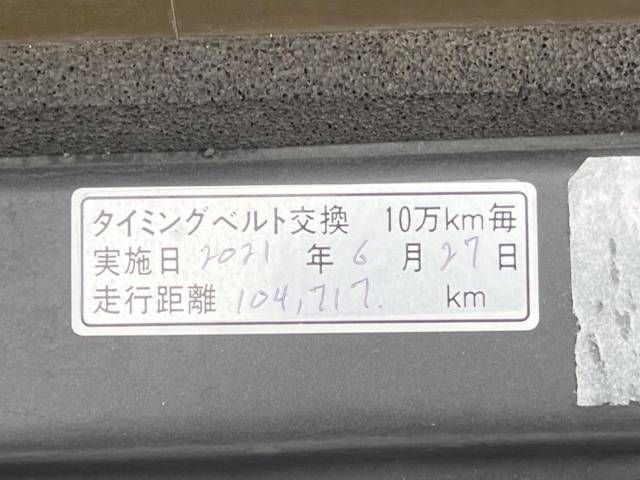 タイミングベルト交換 10万km毎
実施日 2021 年 6 月 27 日
走行距離 104,717. km